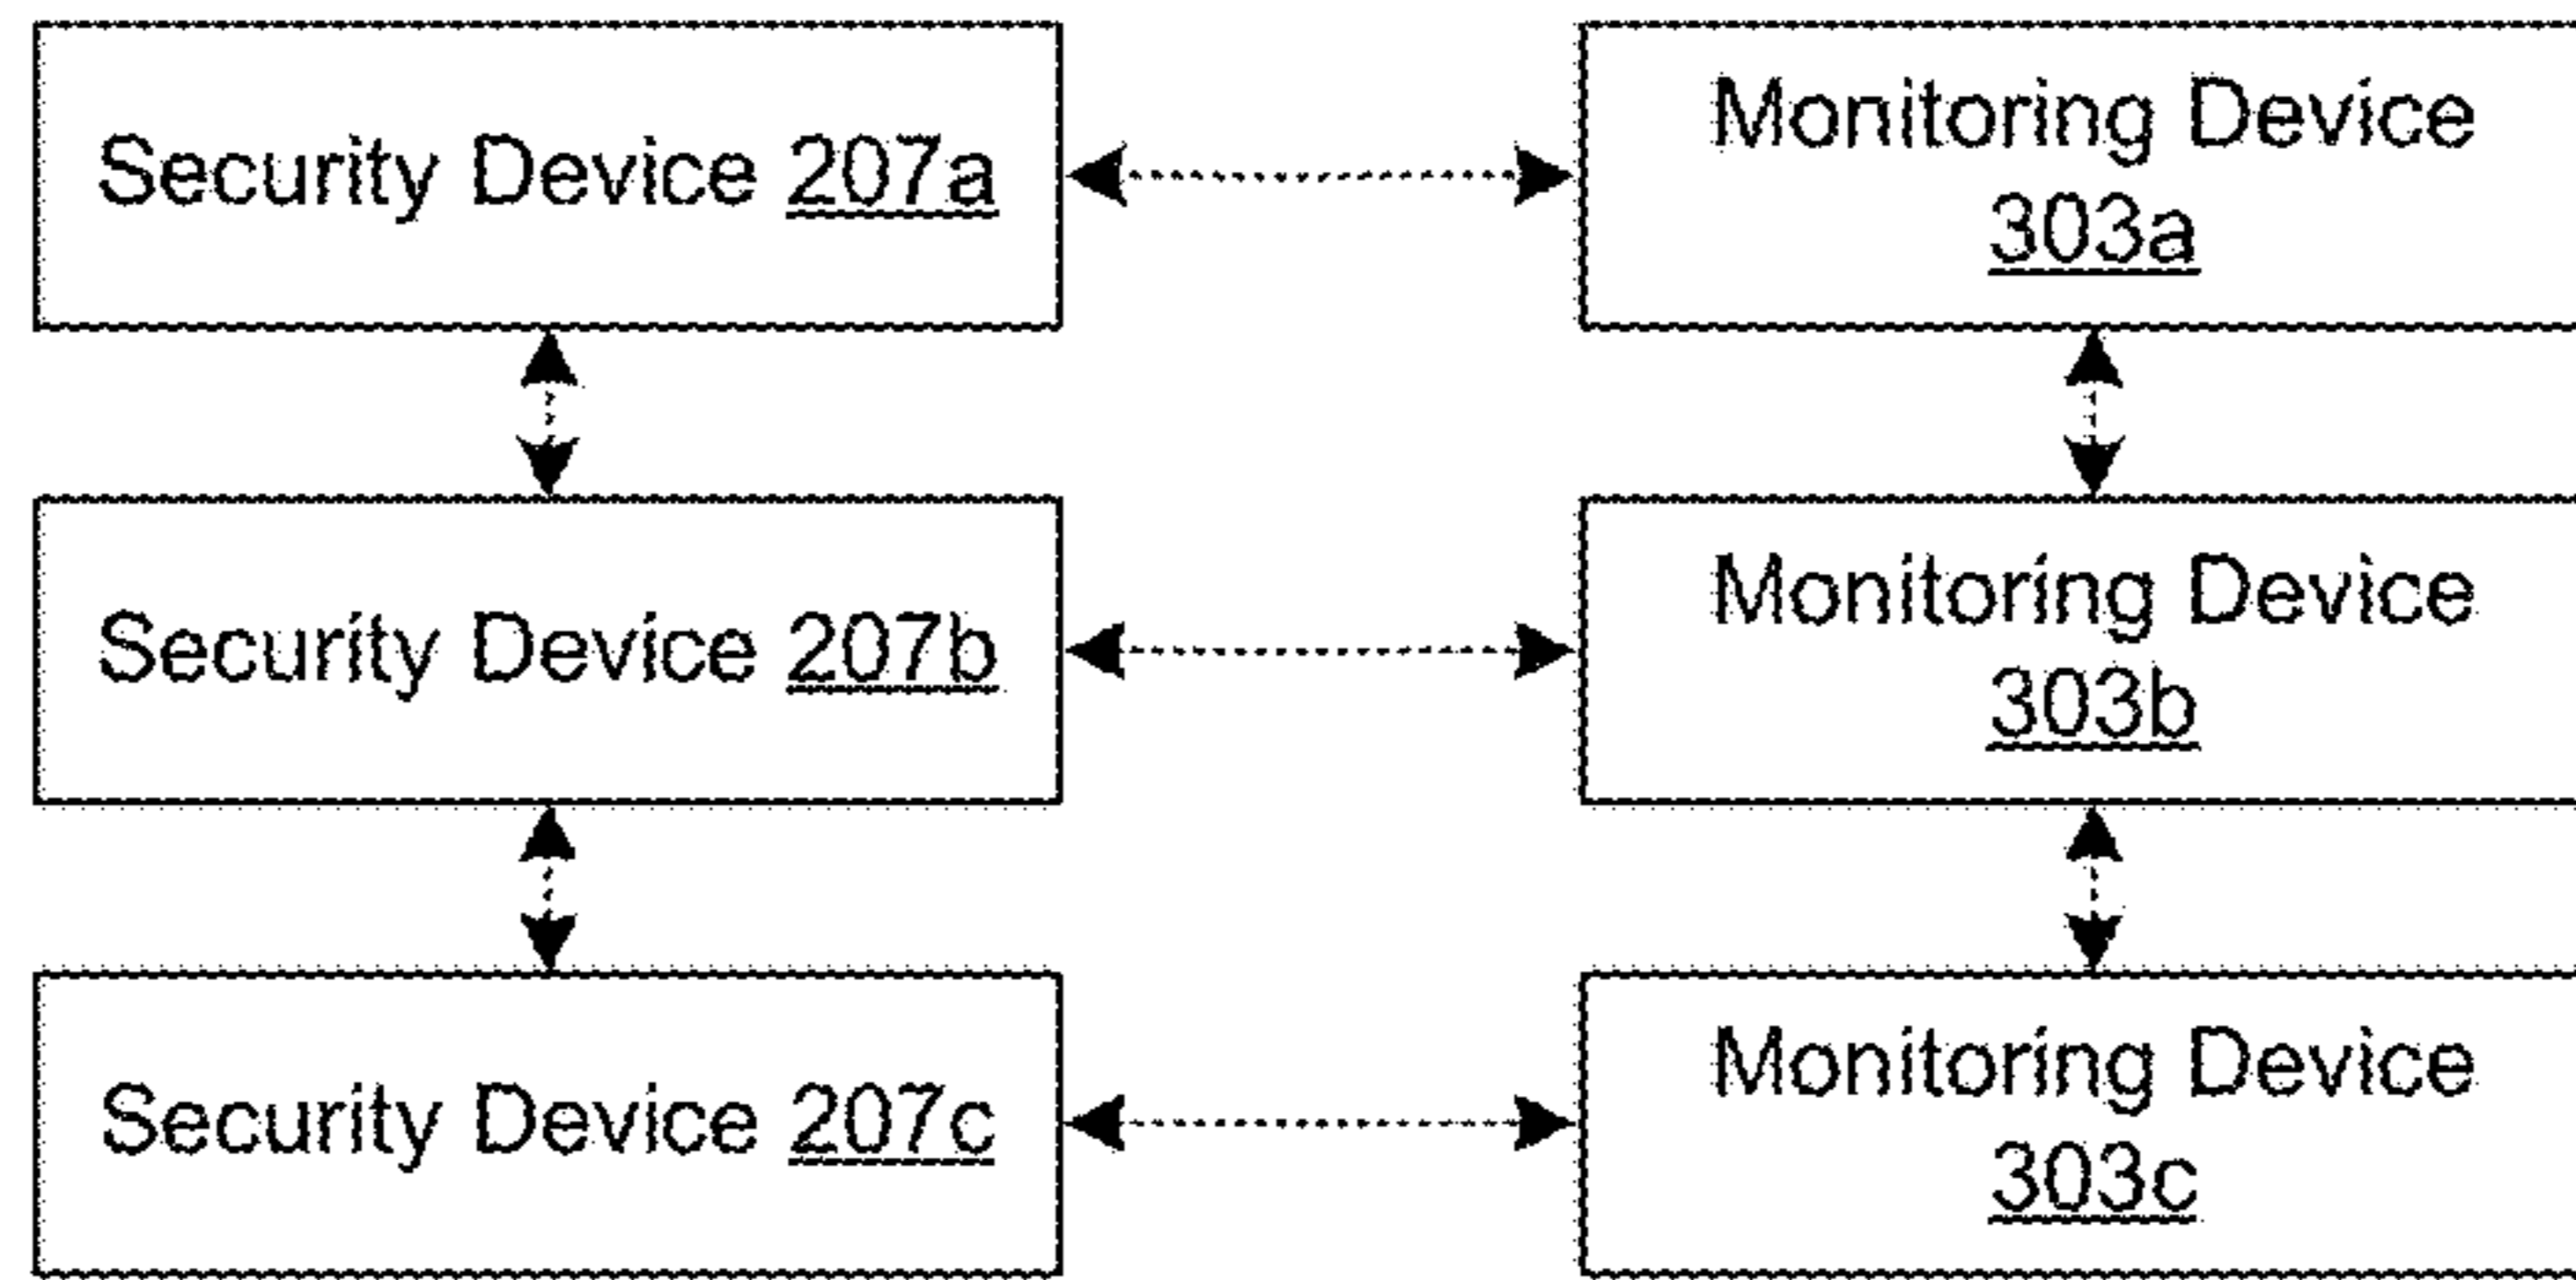 Security Device 207a
Monitoring Device
303a
Security Device 207b
Monitoring Device
303b
Security Device 207c
Monitoring Device
303c